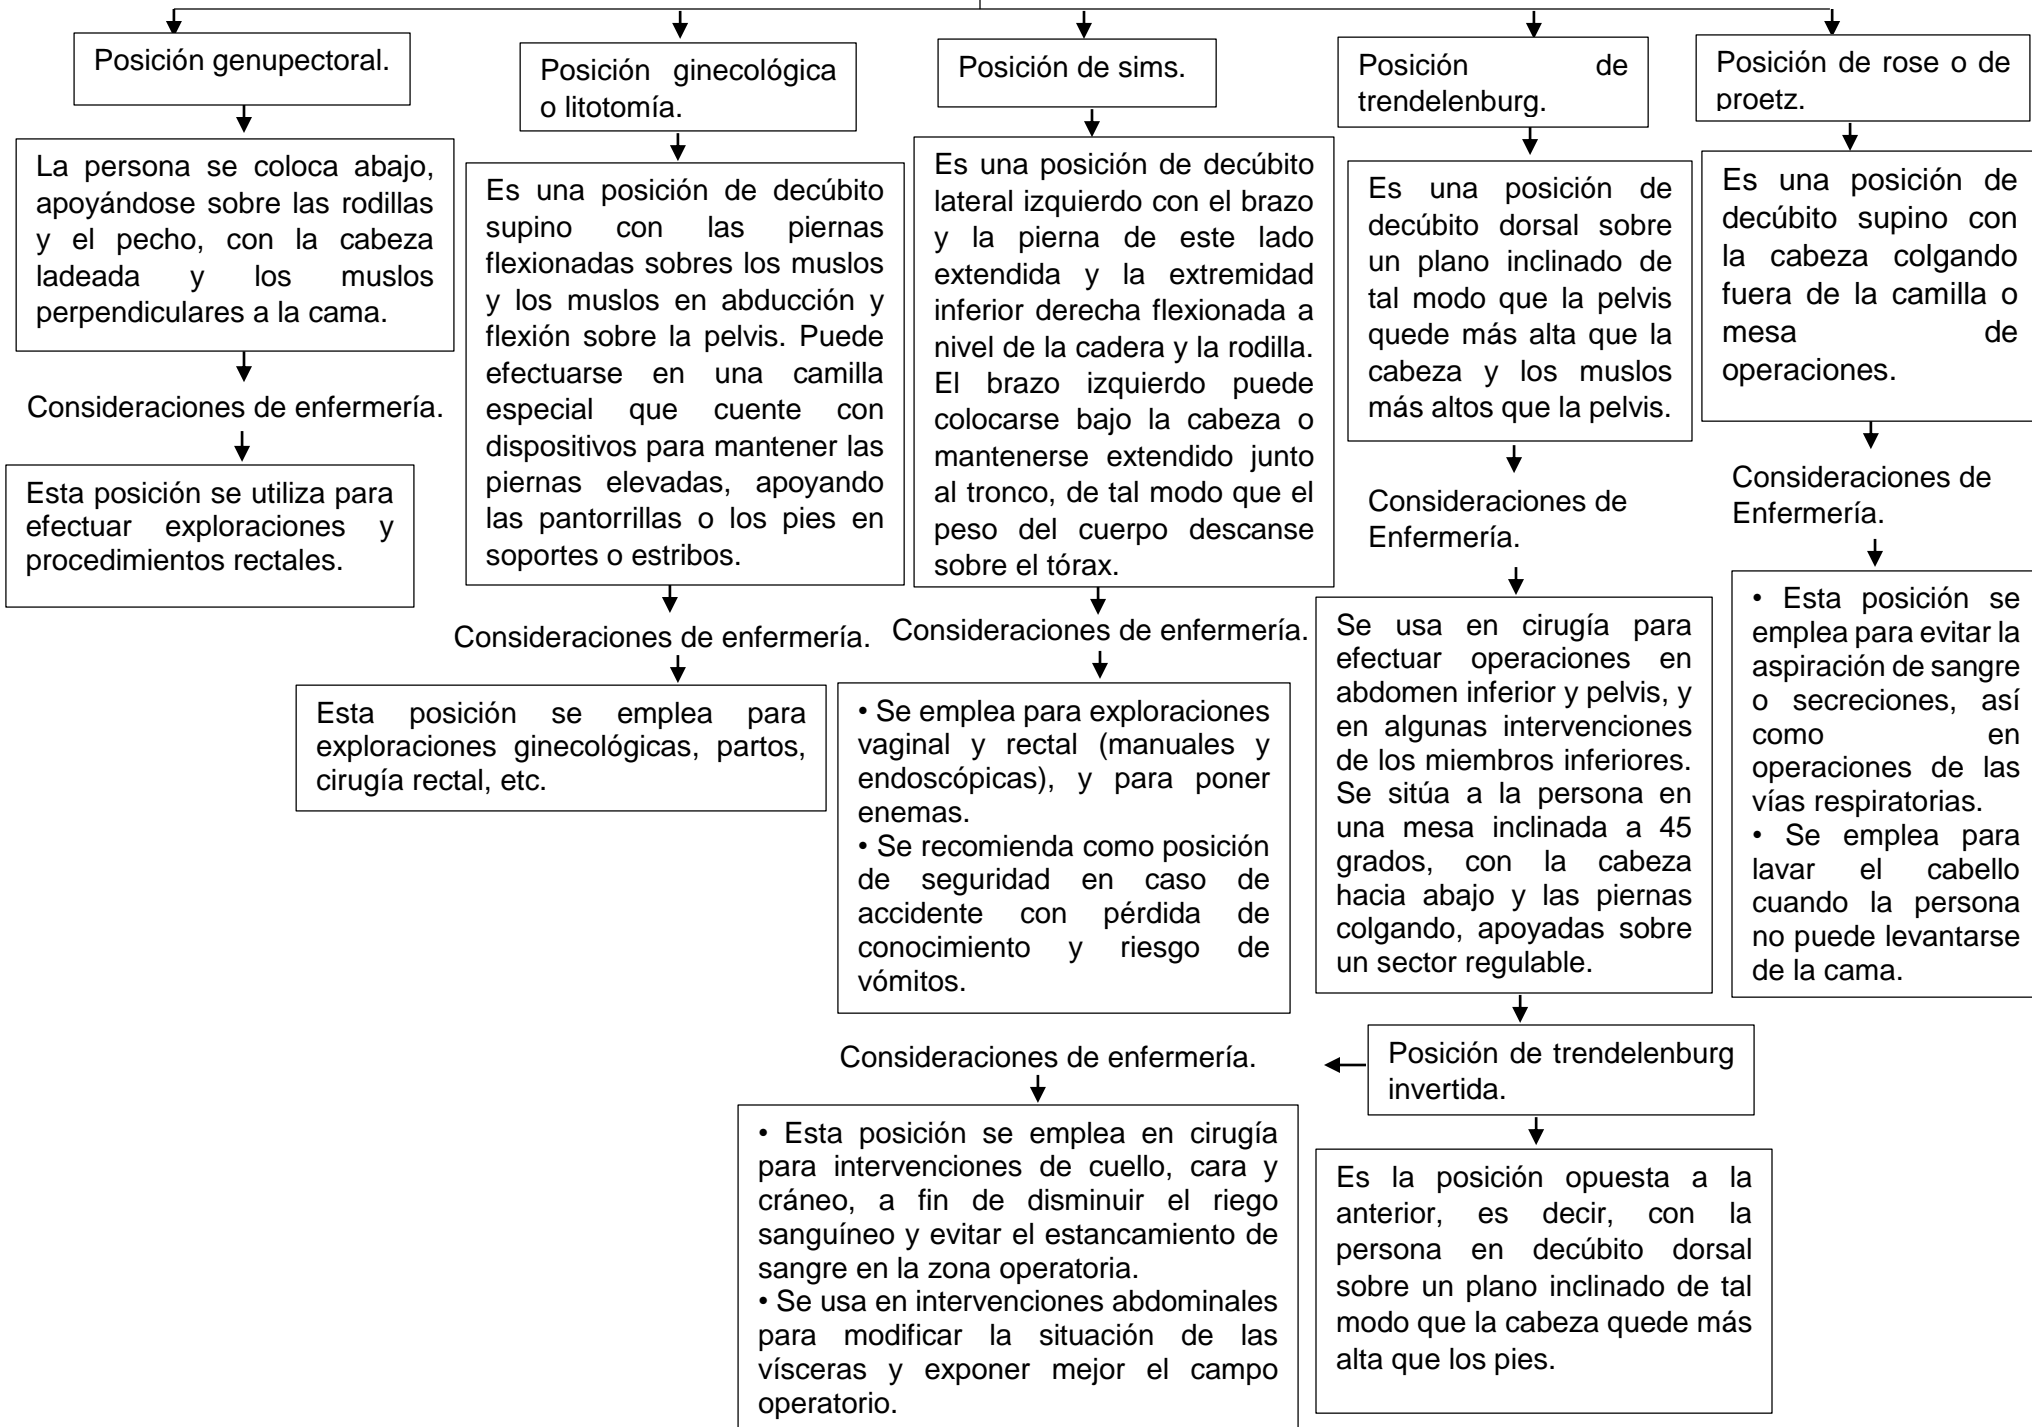 Posición genupectoral.
La persona se coloca abajo,
apoyándose sobre las rodillas
y el pecho, con la cabeza
ladeada y los muslos
perpendiculares a la cama.
Consideraciones de enfermería.
Esta posición se utiliza para
efectuar exploraciones y
procedimientos rectales.
Posición ginecológica
o litotomía.
Es una posición de decúbito
supino con las piernas
flexionadas sobres los muslos
y los muslos en abducción y
flexión sobre la pelvis. Puede
efectuarse en una camilla
especial que cuente con
dispositivos para mantener las
piernas elevadas, apoyando
las pantorrillas o los pies en
soportes o estribos.
Consideraciones de enfermería.
Esta posición se emplea para
exploraciones ginecológicas, partos,
cirugía rectal, etc.
Posición de sims.
Es una posición de decúbito
lateral izquierdo con el brazo
y la pierna de este lado
extendida y la extremidad
inferior derecha flexionada a
nivel de la cadera y la rodilla.
El brazo izquierdo puede
colocarse bajo la cabeza o
mantenerse extendido junto
al tronco, de tal modo que el
peso del cuerpo descanse
sobre el tórax.
Consideraciones de enfermería.
• Se emplea para exploraciones
vaginal y rectal (manuales y
endoscópicas), y para poner
enemas.
• Se recomienda como posición
de seguridad en caso de
accidente con pérdida de
conocimiento y riesgo de
vómitos.
Posición de
trendelenburg.
Es una posición de
decúbito dorsal sobre
un plano inclinado de
tal modo que la pelvis
quede más alta que la
cabeza y los muslos
más altos que la pelvis.
Consideraciones de
Enfermería.
Se usa en cirugía para
efectuar operaciones en
abdomen inferior y pelvis, y
en algunas intervenciones
de los miembros inferiores.
Se sitúa a la persona en
una mesa inclinada a 45
grados, con la cabeza
hacia abajo y las piernas
colgando, apoyadas sobre
un sector regulable.
Posición de trendelenburg
invertida.
Es la posición opuesta a la
anterior, es decir, con la
persona en decúbito dorsal
sobre un plano inclinado de tal
modo que la cabeza quede más
alta que los pies.
Consideraciones de enfermería.
• Esta posición se emplea en cirugía
para intervenciones de cuello, cara y
cráneo, a fin de disminuir el riego
sanguíneo y evitar el estancamiento de
sangre en la zona operatoria.
• Se usa en intervenciones abdominales
para modificar la situación de las
vísceras y exponer mejor el campo
operatorio.
Posición de rose o de
proetz.
Es una posición de
decúbito supino con
la cabeza colgando
fuera de la camilla o
mesa de
operaciones.
Consideraciones de
Enfermería.
• Esta posición se
emplea para evitar la
aspiración de sangre
o secreciones, así
como en
operaciones de las
vías respiratorias.
• Se emplea para
lavar el cabello
cuando la persona
no puede levantarse
de la cama.